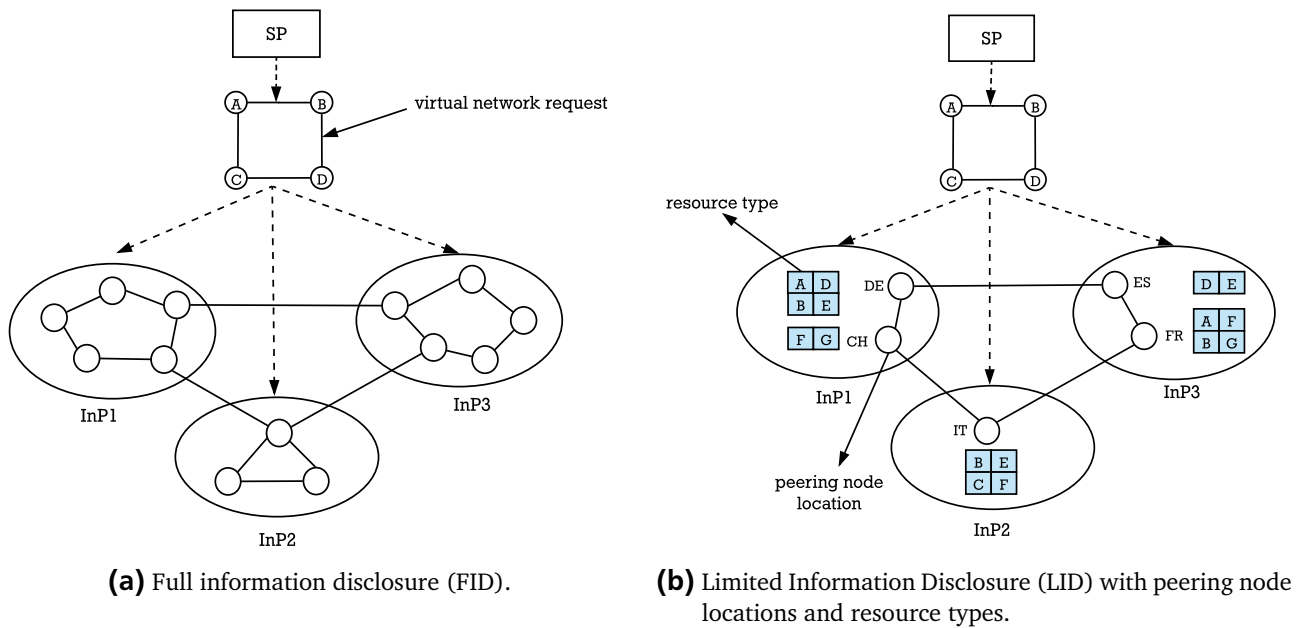 SP
A B
virtual network request
C D
InP1
InP3
InP2
(a) Full information disclosure (FID).
SP
A B
C D
resource type
A D
B E
DE
F G
CH
InP1
ES
D E
FR
A F
B G
InP3
IT
B E
C F
peering node
location
InP2
(b) Limited Information Disclosure (LID) with peering node
locations and resource types.